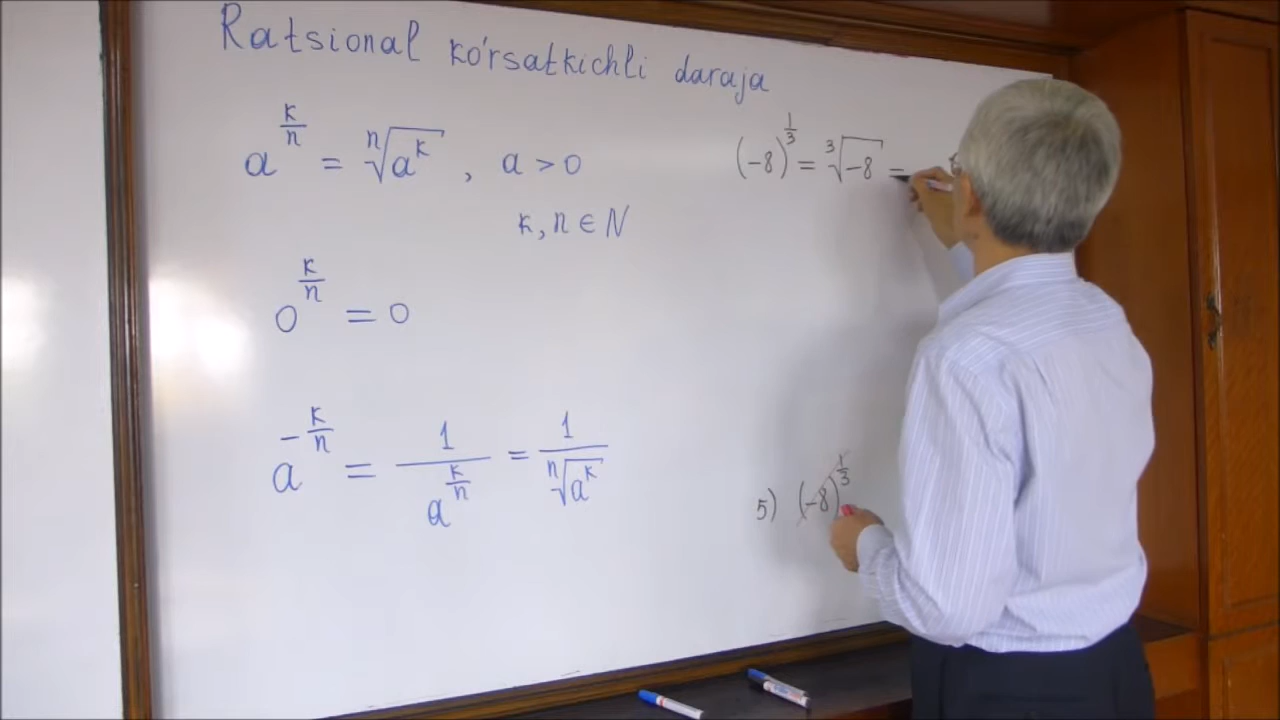 Ratsional ko'rsatkichli daraja
a^(k/n) = ⁿ√(a^k) , a > 0
k, n ∈ N
0^(k/n) = 0
a^(-k/n) = 1/a^(k/n) = 1/ⁿ√(a^k)
(-8)^(1/3) = ³√(-8) =
5) (-8)^(1/3)